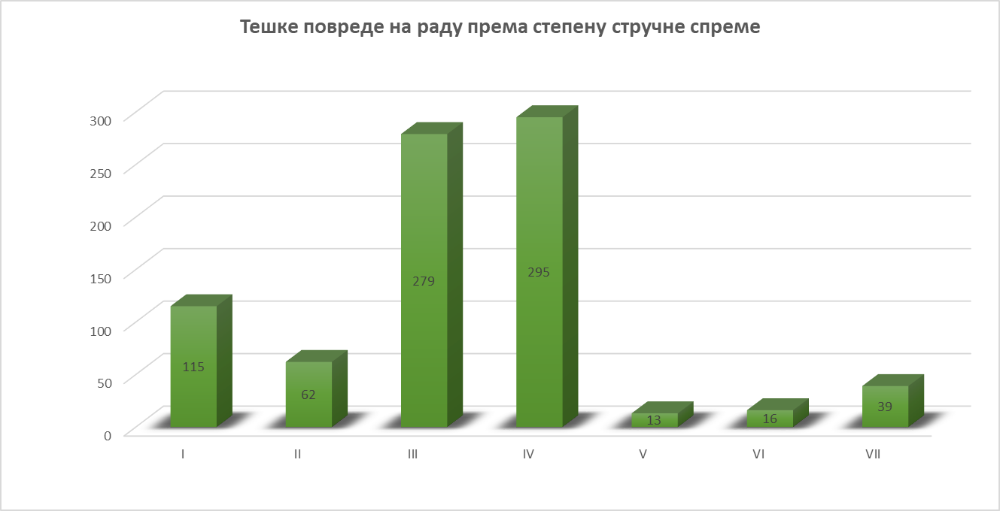 Тешке повреде на раду према степену стручне спреме
300
250
200
150
100
50
0
115
62
279
295
13
16
39
I
II
III
IV
V
VI
VII